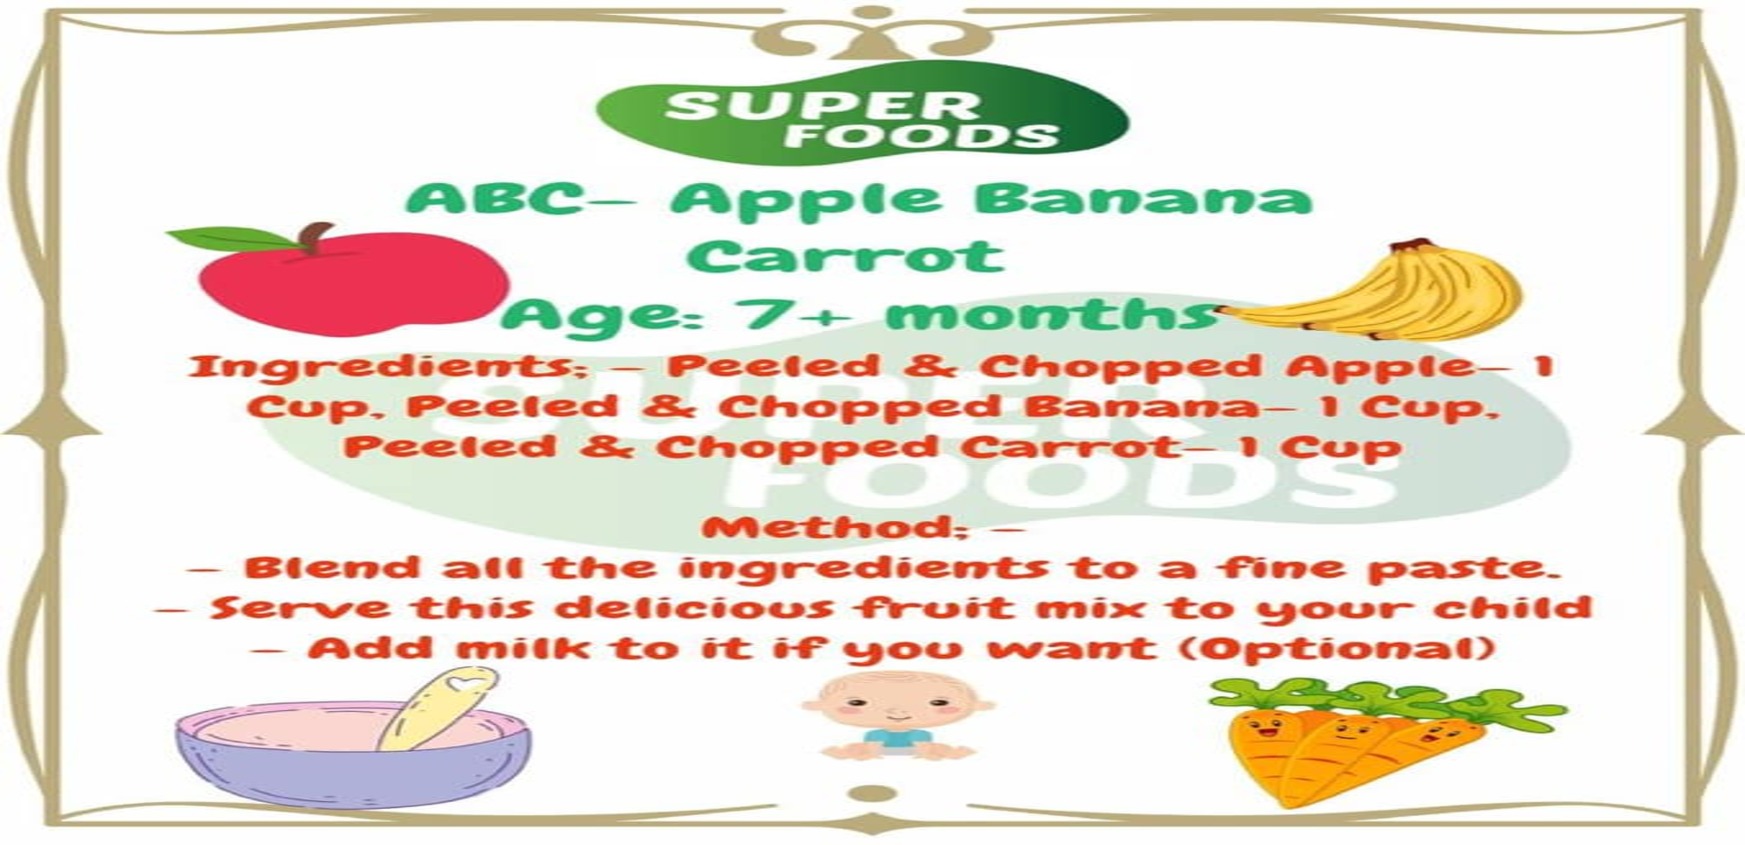 SUPER
FOODS
ABC- Apple Banana
Carrot
Age: 7+ months
Ingredients; - Peeled & Chopped Apple- 1
Cup, Peeled & Chopped Banana- 1 Cup,
Peeled & Chopped Carrot- 1 Cup
SUPER
FOODS
Method; -
- Blend all the ingredients to a fine paste.
- Serve this delicious fruit mix to your child
- Add milk to it if you want (Optional)